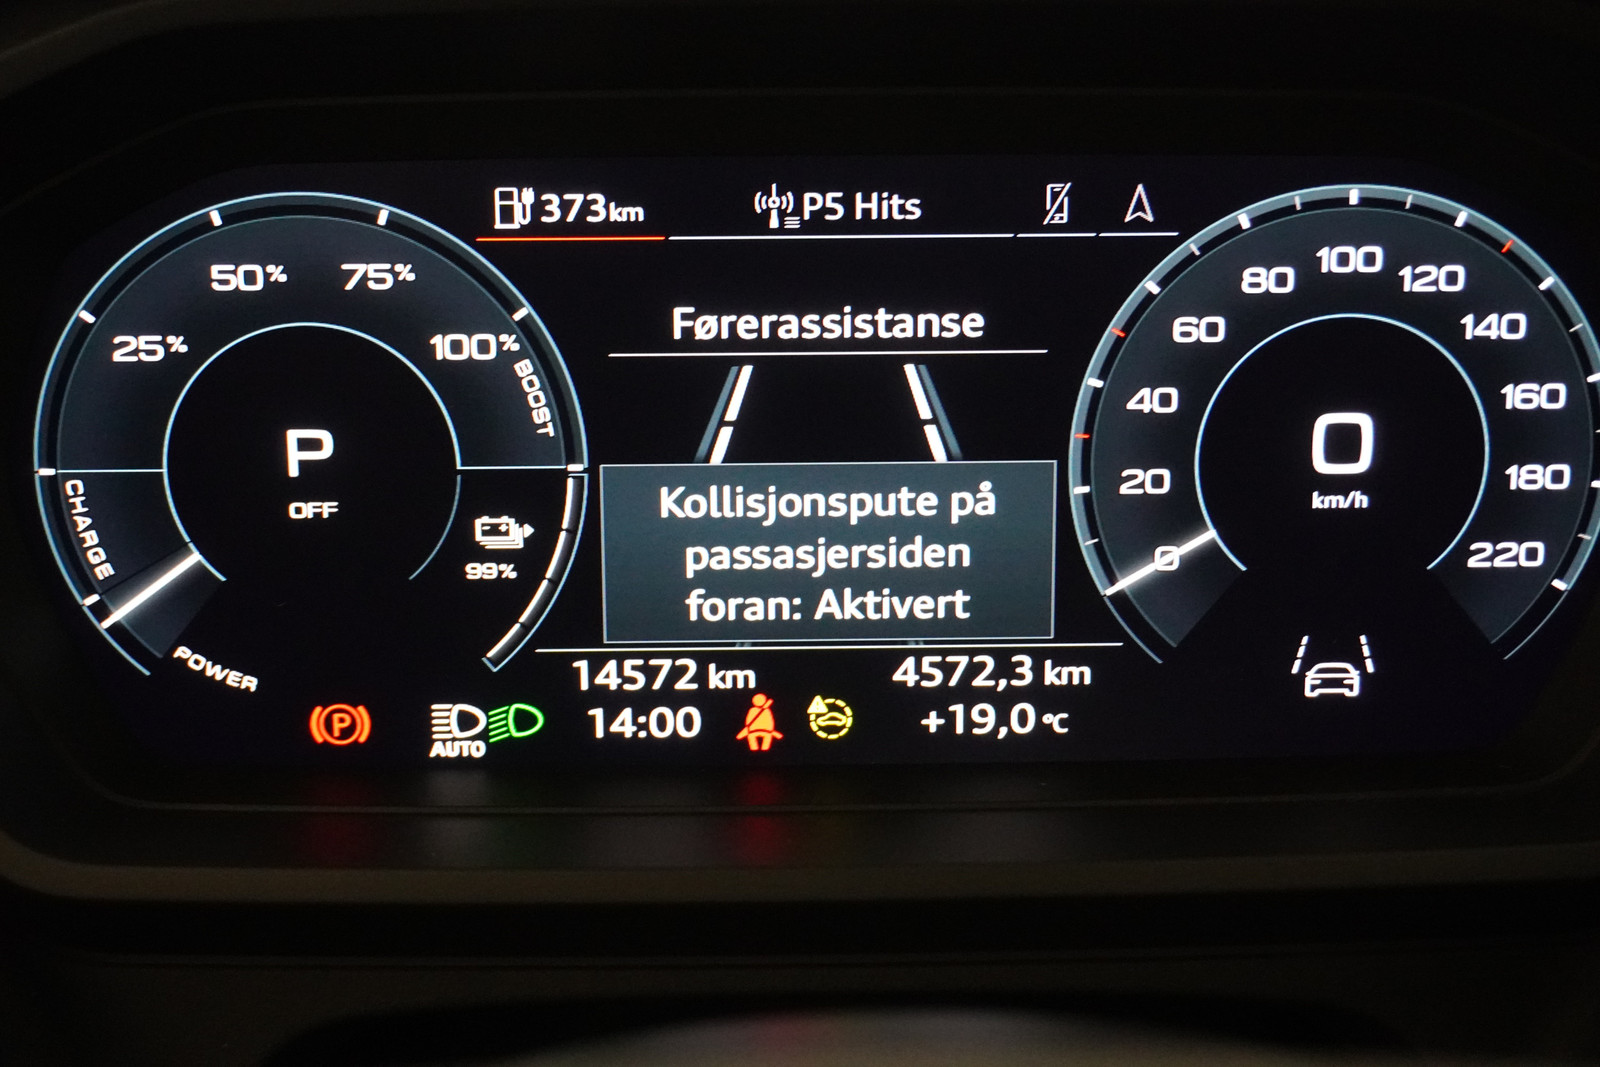 373 km
P5 Hits
Førerassistanse
25%
50%
75%
100%
BOOST
CHARGE
POWER
P
OFF
99%
Kollisjonspute på
passasjersiden
foran: Aktivert
0
20
40
60
80
100
120
140
160
180
220
0
km/h
14572 km
4572,3 km
P
AUTO
14:00
+19,0 °C